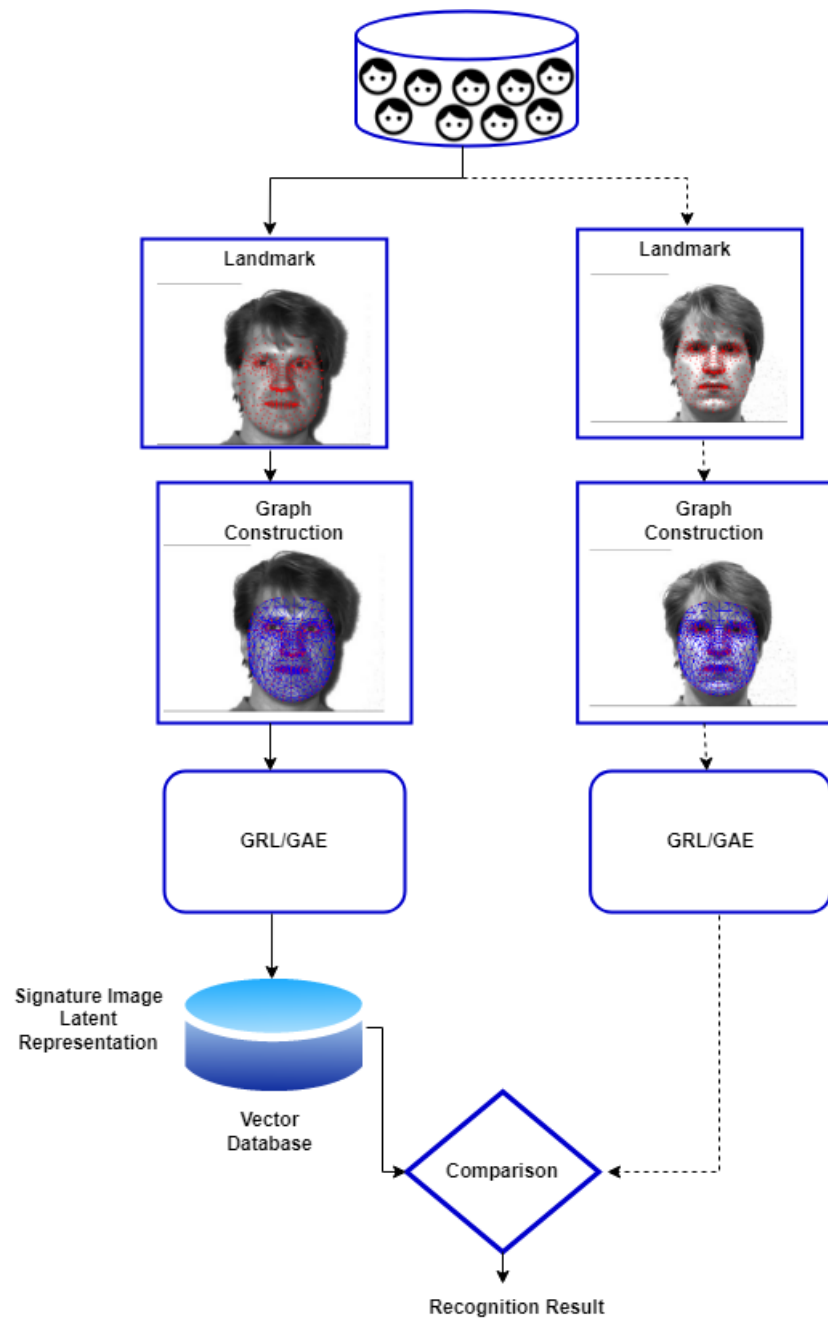 Landmark
Landmark
Graph
Construction
Graph
Construction
GRL/GAE
GRL/GAE
Signature Image
Latent
Representation
Vector
Database
Comparison
Recognition Result